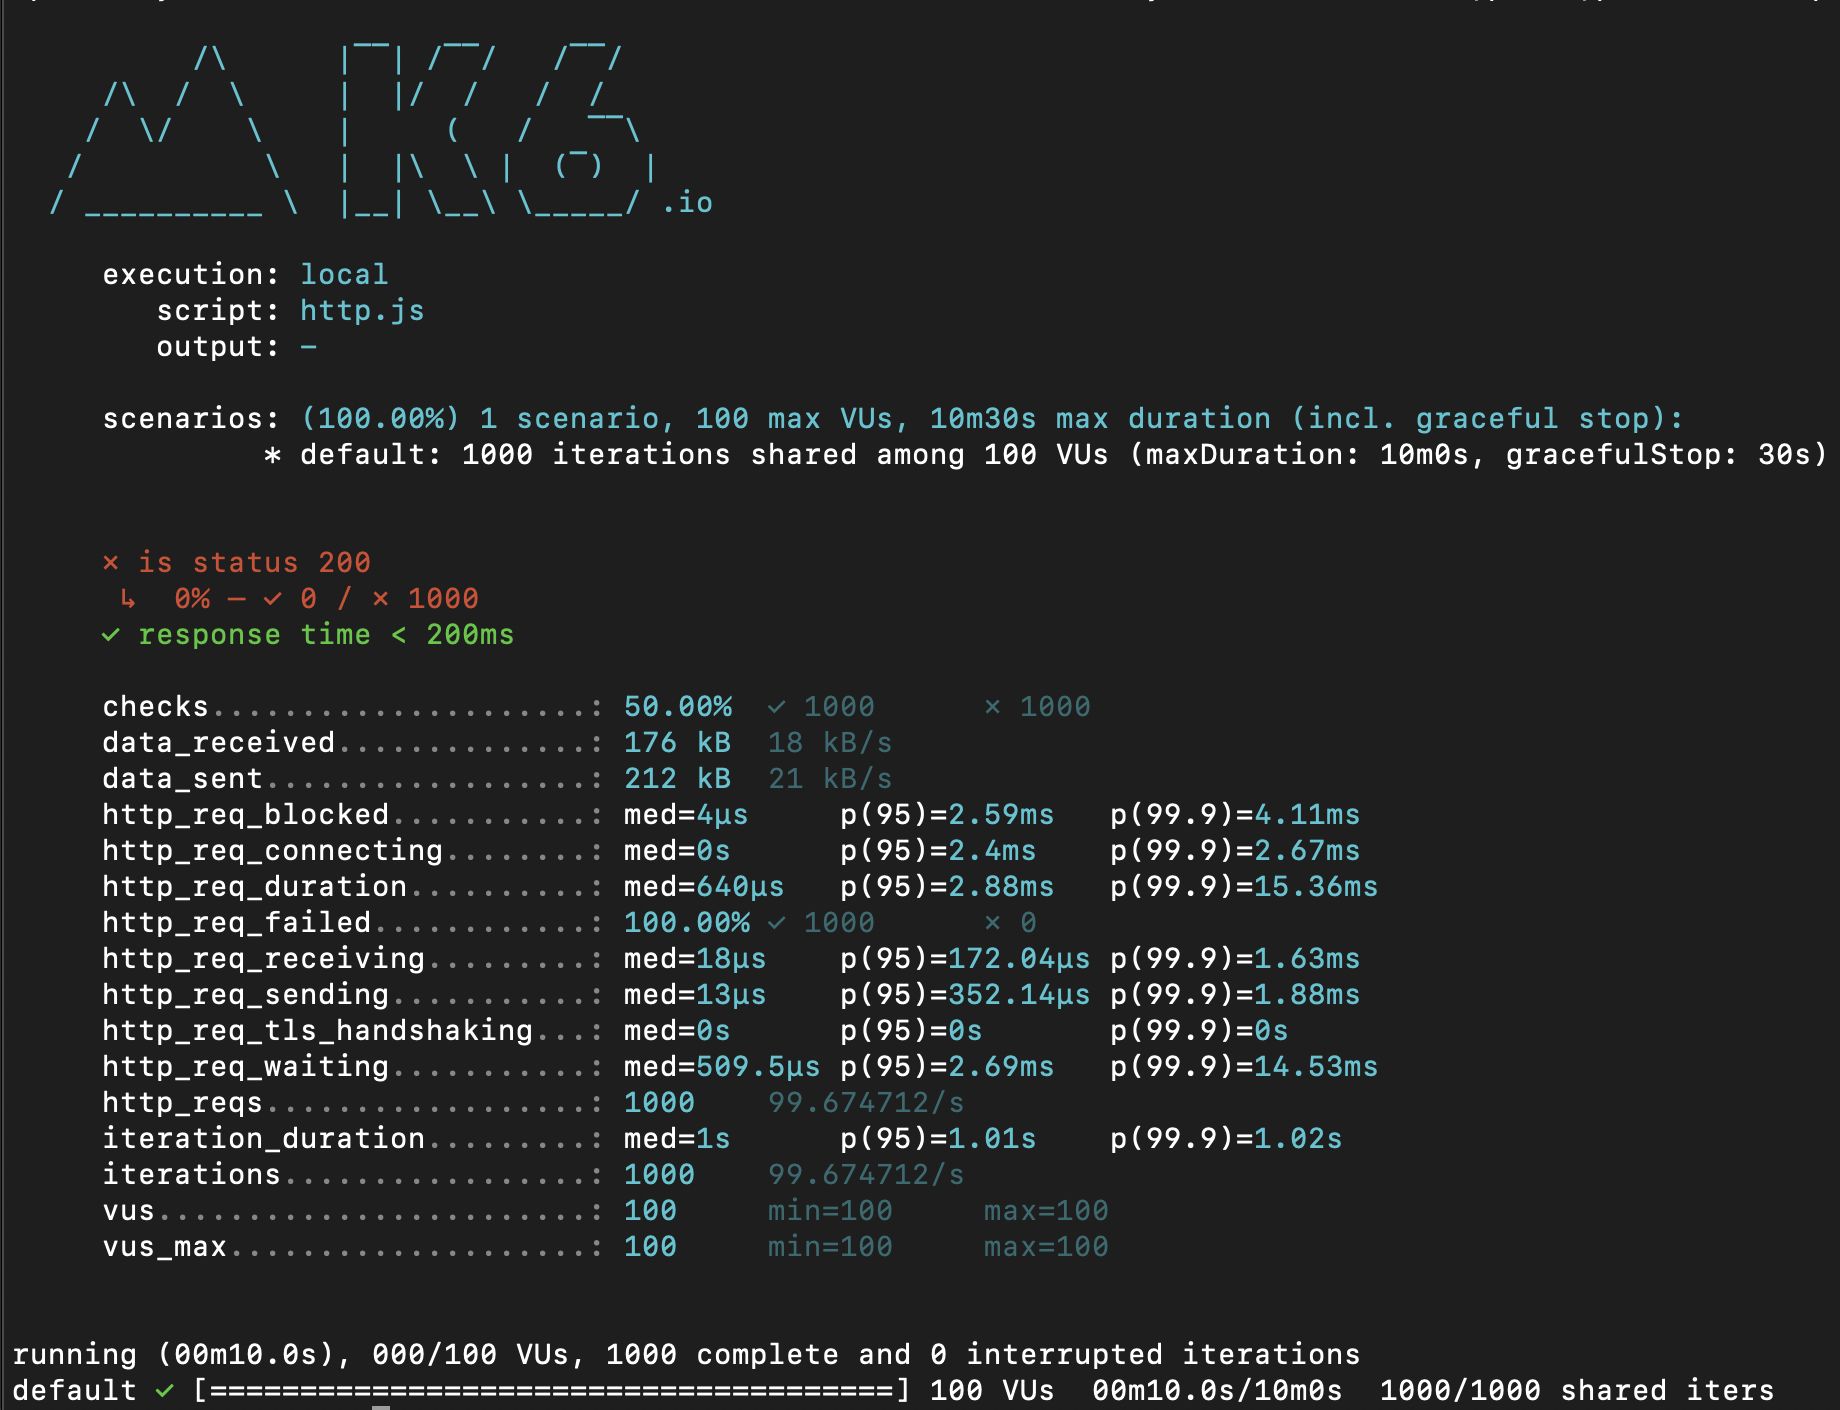 /\      |‾‾| /‾‾/   /‾‾/
    /\  /  \     |  |/  /   /  /
   /  \/    \    |     (   /   ‾‾\
  /          \   |  |\  \ |  (‾)  |
 / __________ \  |__| \__\ \_____/ .io
execution: local
script: http.js
output: -
scenarios: (100.00%) 1 scenario, 100 max VUs, 10m30s max duration (incl. graceful stop):
* default: 1000 iterations shared among 100 VUs (maxDuration: 10m0s, gracefulStop: 30s)
✗ is status 200
↳  0% — ✓ 0 / ✗ 1000
✓ response time < 200ms
checks.....................: 50.00%  ✓ 1000      ✗ 1000
data_received..............: 176 kB  18 kB/s
data_sent..................: 212 kB  21 kB/s
http_req_blocked...........: med=4µs     p(95)=2.59ms   p(99.9)=4.11ms
http_req_connecting........: med=0s      p(95)=2.4ms    p(99.9)=2.67ms
http_req_duration..........: med=640µs   p(95)=2.88ms   p(99.9)=15.36ms
http_req_failed............: 100.00% ✓ 1000      ✗ 0
http_req_receiving.........: med=18µs    p(95)=172.04µs p(99.9)=1.63ms
http_req_sending...........: med=13µs    p(95)=352.14µs p(99.9)=1.88ms
http_req_tls_handshaking...: med=0s      p(95)=0s       p(99.9)=0s
http_req_waiting...........: med=509.5µs p(95)=2.69ms   p(99.9)=14.53ms
http_reqs..................: 1000    99.674712/s
iteration_duration.........: med=1s      p(95)=1.01s    p(99.9)=1.02s
iterations.................: 1000    99.674712/s
vus........................: 100     min=100     max=100
vus_max....................: 100     min=100     max=100
running (00m10.0s), 000/100 VUs, 1000 complete and 0 interrupted iterations
default ✓ [======================================] 100 VUs  00m10.0s/10m0s  1000/1000 shared iters